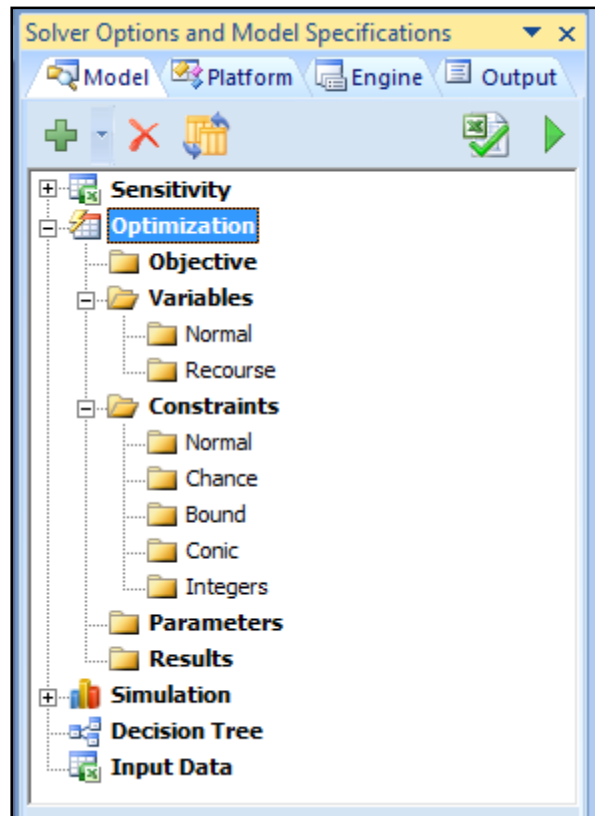 Solver Options and Model Specifications
Model Platform Engine Output
Sensitivity
Optimization
Objective
Variables
Normal
Recourse
Constraints
Normal
Chance
Bound
Conic
Integers
Parameters
Results
Simulation
Decision Tree
Input Data